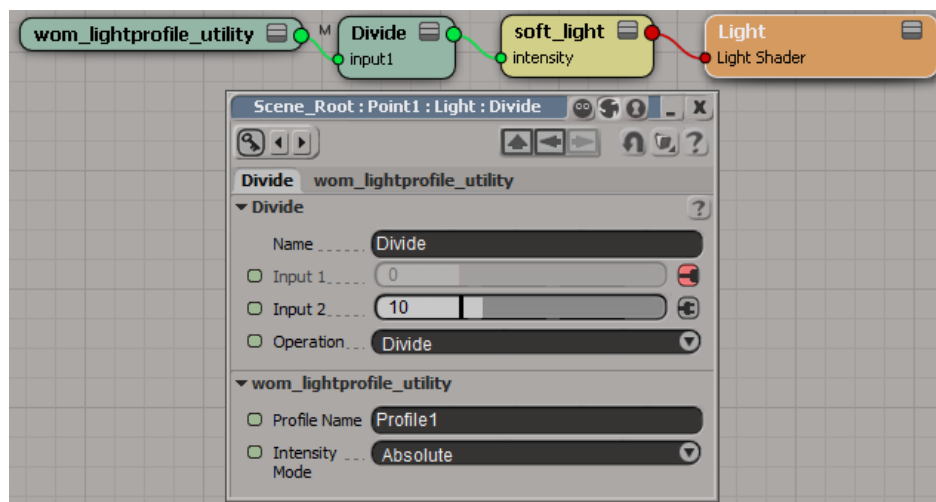 wom_lightprofile_utility M Divide soft_light Light
input1 intensity Light Shader
Scene_Root : Point1 : Light : Divide _ X
?
Divide wom_lightprofile_utility
Divide ?
Name Divide
Input 1 0
Input 2 10
Operation Divide
wom_lightprofile_utility
Profile Name Profile1
Intensity Absolute
Mode